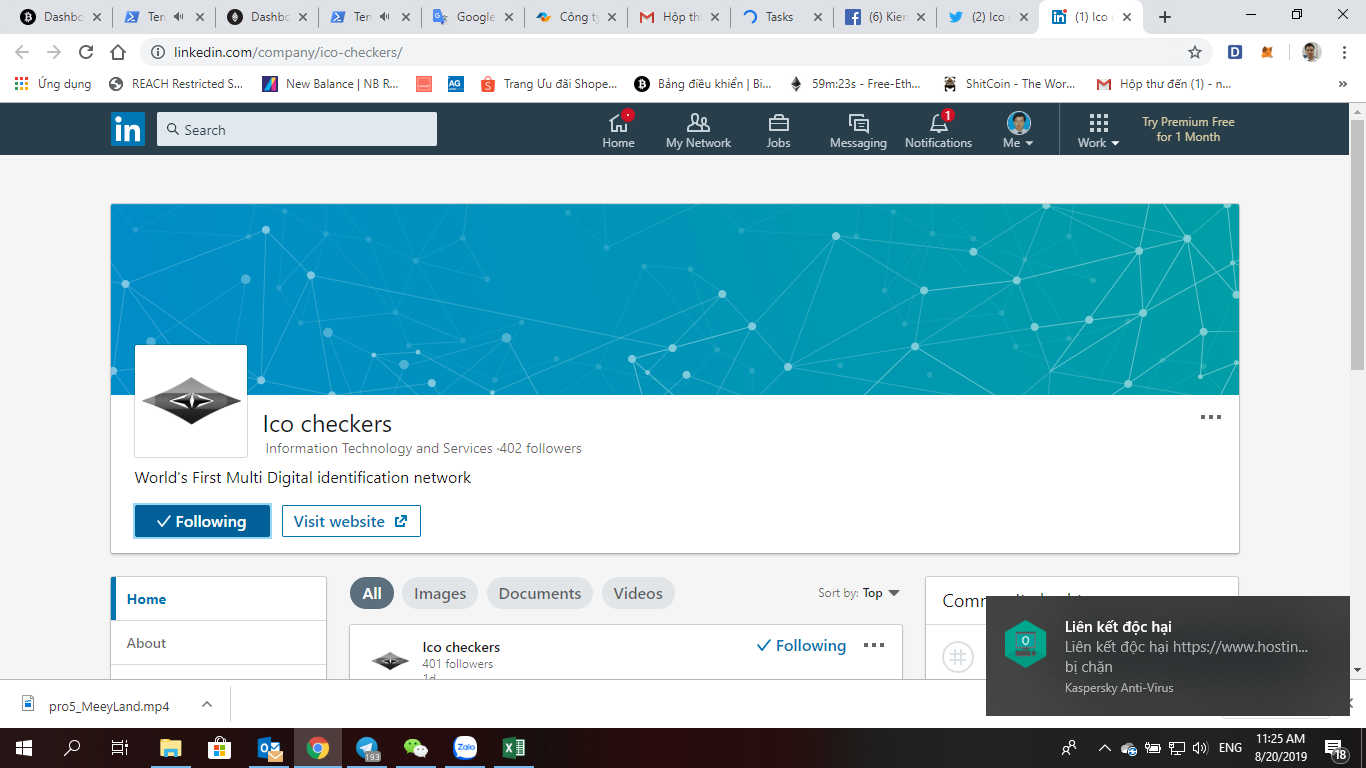 Dashbo
Terr
Dashbo
Terr
Google
Công ty
Hộp thư
Tasks
(6) Kien
(2) Ico c
(1) Ico c
linkedin.com/company/ico-checkers/
Ứng dụng
REACH Restricted S...
New Balance | NB R...
AG
Trang Ưu đãi Shope...
Bảng điều khiển | Bi...
59m:23s - Free-Eth...
ShitCoin - The Wor...
Hộp thư đến (1) - n...
»
in
Search
Home
My Network
Jobs
Messaging
1
Notifications
Me
Work
Try Premium Free
for 1 Month
Ico checkers
Information Technology and Services ·402 followers
World's First Multi Digital identification network
Following
Visit website
Home
About
All
Images
Documents
Videos
Sort by: Top
Ico checkers
401 followers
1d
Following
Liên kết độc hại
Liên kết độc hại https://www.hostin...
bị chặn
Kaspersky Anti-Virus
pro5_MeeyLand.mp4
193
Zalo
ENG
11:25 AM
8/20/2019
18